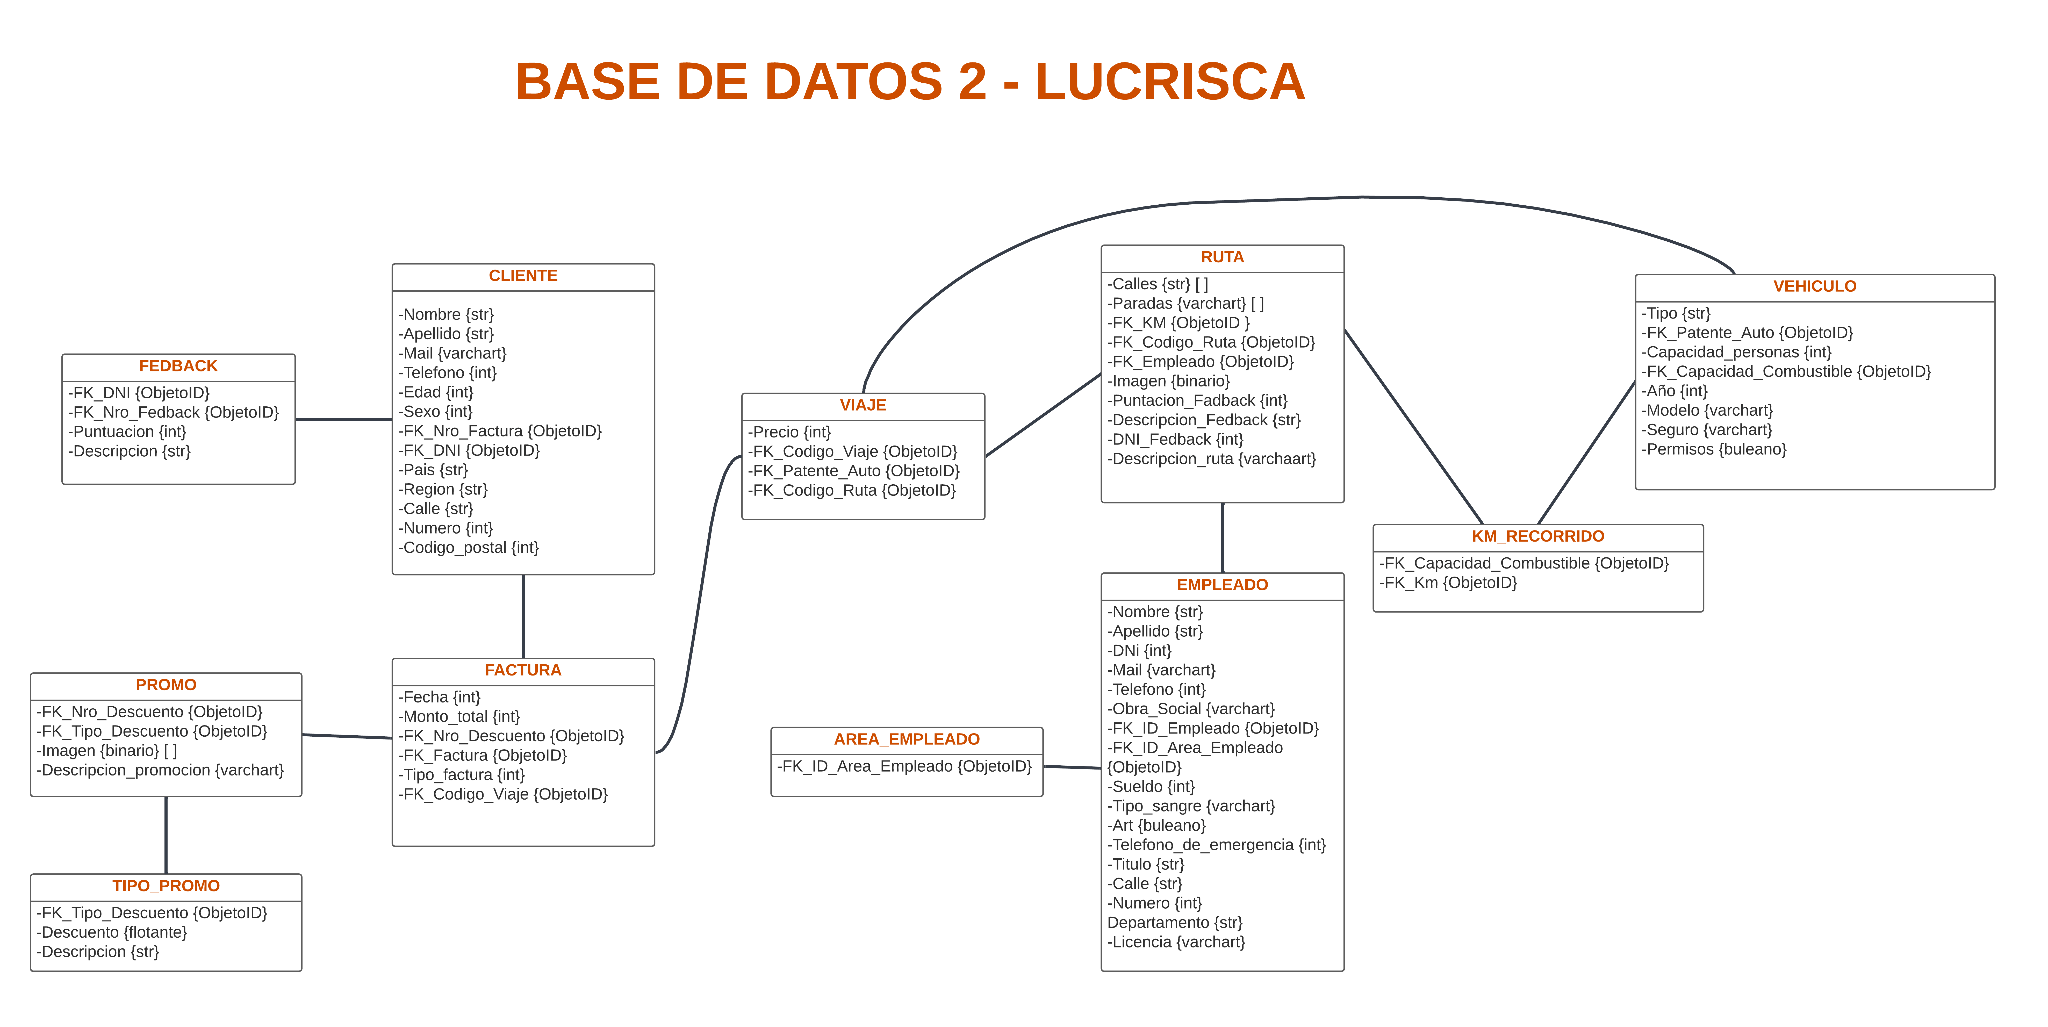 BASE DE DATOS 2 - LUCRISCA
FEDBACK
-FK_DNI {ObjetoID}
-FK_Nro_Fedback {ObjetoID}
-Puntuacion {int}
-Descripcion {str}
CLIENTE
-Nombre {str}
-Apellido {str}
-Mail {varchart}
-Telefono {int}
-Edad {int}
-Sexo {int}
-FK_Nro_Factura {ObjetoID}
-FK_DNI {ObjetoID}
-Pais {str}
-Region {str}
-Calle {str}
-Numero {int}
-Codigo_postal {int}
VIAJE
-Precio {int}
-FK_Codigo_Viaje {ObjetoID}
-FK_Patente_Auto {ObjetoID}
-FK_Codigo_Ruta {ObjetoID}
RUTA
-Calles {str} [ ]
-Paradas {varchart} [ ]
-FK_KM {ObjetoID }
-FK_Codigo_Ruta {ObjetoID}
-FK_Empleado {ObjetoID}
-Imagen {binario}
-Puntacion_Fadback {int}
-Descripcion_Fedback {str}
-DNI_Fedback {int}
-Descripcion_ruta {varchaart}
VEHICULO
-Tipo {str}
-FK_Patente_Auto {ObjetoID}
-Capacidad_personas {int}
-FK_Capacidad_Combustible {ObjetoID}
-Año {int}
-Modelo {varchart}
-Seguro {varchart}
-Permisos {buleano}
KM_RECORRIDO
-FK_Capacidad_Combustible {ObjetoID}
-FK_Km {ObjetoID}
PROMO
-FK_Nro_Descuento {ObjetoID}
-FK_Tipo_Descuento {ObjetoID}
-Imagen {binario} [ ]
-Descripcion_promocion {varchart}
FACTURA
-Fecha {int}
-Monto_total {int}
-FK_Nro_Descuento {ObjetoID}
-FK_Factura {ObjetoID}
-Tipo_factura {int}
-FK_Codigo_Viaje {ObjetoID}
AREA_EMPLEADO
-FK_ID_Area_Empleado {ObjetoID}
EMPLEADO
-Nombre {str}
-Apellido {str}
-DNi {int}
-Mail {varchart}
-Telefono {int}
-Obra_Social {varchart}
-FK_ID_Empleado {ObjetoID}
-FK_ID_Area_Empleado
{ObjetoID}
-Sueldo {int}
-Tipo_sangre {varchart}
-Art {buleano}
-Telefono_de_emergencia {int}
-Titulo {str}
-Calle {str}
-Numero {int}
Departamento {str}
-Licencia {varchart}
TIPO_PROMO
-FK_Tipo_Descuento {ObjetoID}
-Descuento {flotante}
-Descripcion {str}